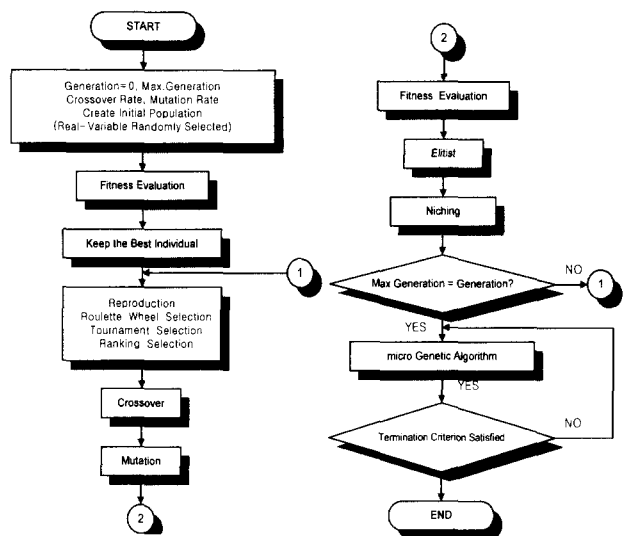 START
Generation= 0, Max.Generation
Crossover Rate, Mutation Rate
Create Initial Population
(Real-Variable Randomly Selected)
Fitness Evaluation
Keep the Best Individual
1
Reproduction
Roulette Wheel Selection
Tournament Selection
Ranking Selection
Crossover
Mutation
2
2
Fitness Evaluation
Elitist
Niching
Max Generation = Generation?
NO
1
YES
micro Genetic Algorithm
YES
Termination Criterion Satisfied
NO
END